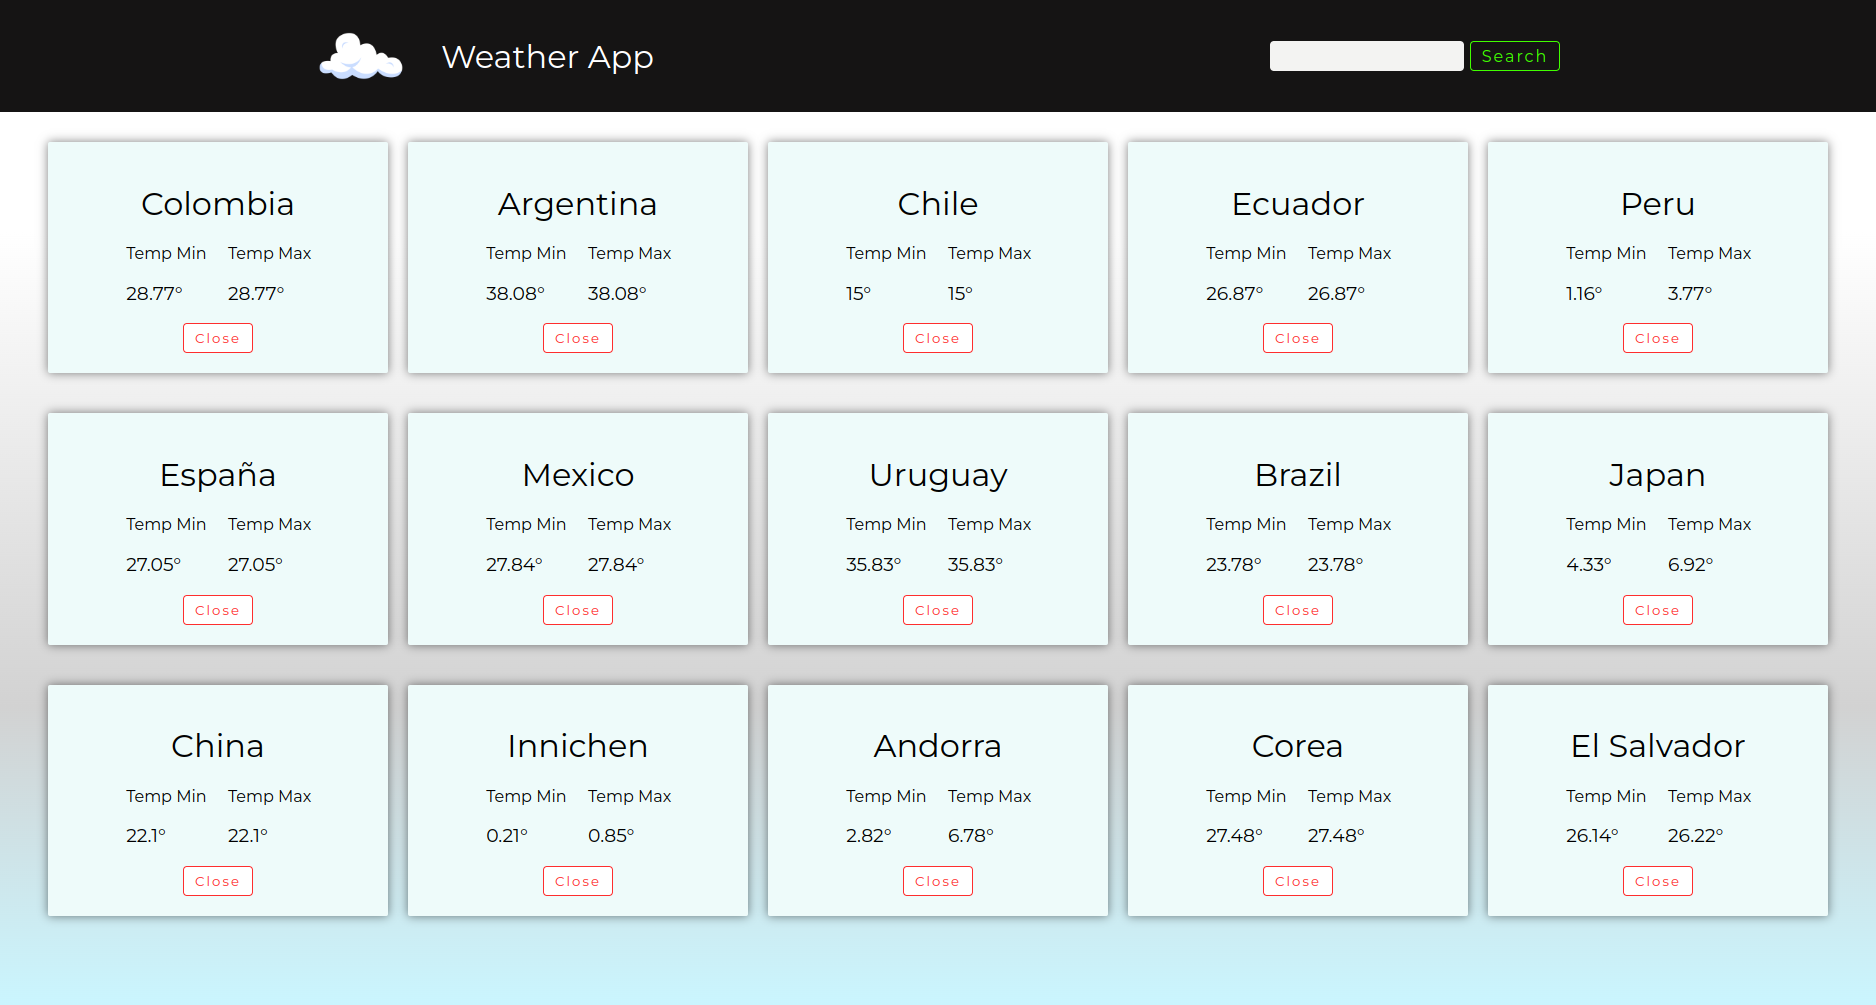 Weather App
Search
Colombia
Temp Min Temp Max
28.77° 28.77°
Close
Argentina
Temp Min Temp Max
38.08° 38.08°
Close
Chile
Temp Min Temp Max
15° 15°
Close
Ecuador
Temp Min Temp Max
26.87° 26.87°
Close
Peru
Temp Min Temp Max
1.16° 3.77°
Close
España
Temp Min Temp Max
27.05° 27.05°
Close
Mexico
Temp Min Temp Max
27.84° 27.84°
Close
Uruguay
Temp Min Temp Max
35.83° 35.83°
Close
Brazil
Temp Min Temp Max
23.78° 23.78°
Close
Japan
Temp Min Temp Max
4.33° 6.92°
Close
China
Temp Min Temp Max
22.1° 22.1°
Close
Innichen
Temp Min Temp Max
0.21° 0.85°
Close
Andorra
Temp Min Temp Max
2.82° 6.78°
Close
Corea
Temp Min Temp Max
27.48° 27.48°
Close
El Salvador
Temp Min Temp Max
26.14° 26.22°
Close